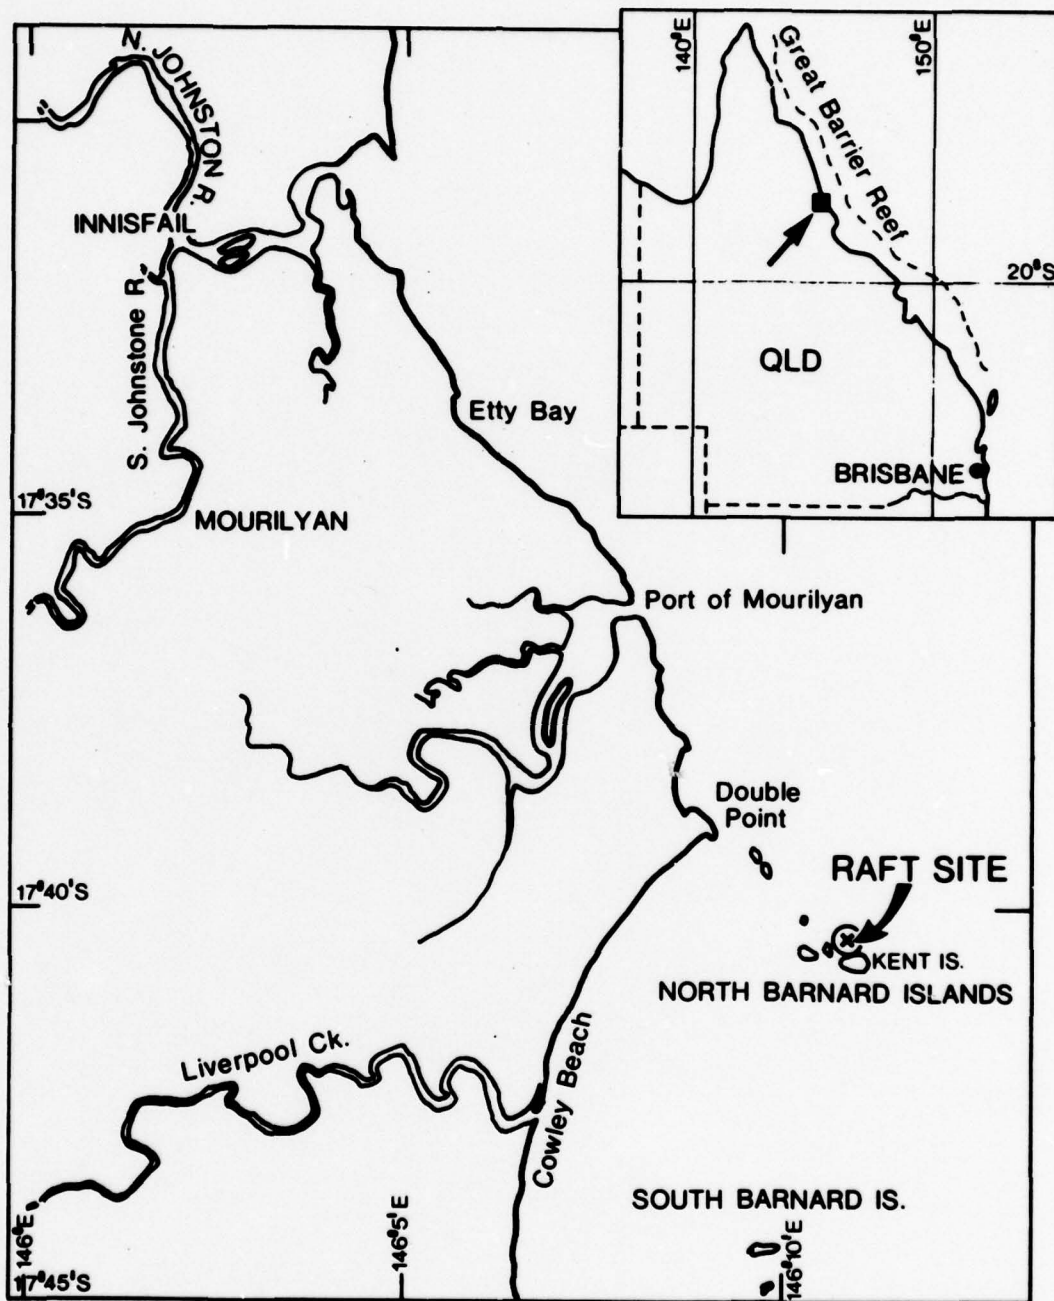 N. JOHNSTON R.
INNISFAIL
S. Johnstone R.
Etty Bay
17°35'S
MOURILYAN
Port of Mourilyan
Double
Point
RAFT SITE
17°40'S
KENT IS.
NORTH BARNARD ISLANDS
Liverpool Ck.
Cowley Beach
SOUTH BARNARD IS.
146°E
146°5'E
146°10'E
17°45'S
140°E
150°E
Great Barrier Reef
20°S
QLD
BRISBANE